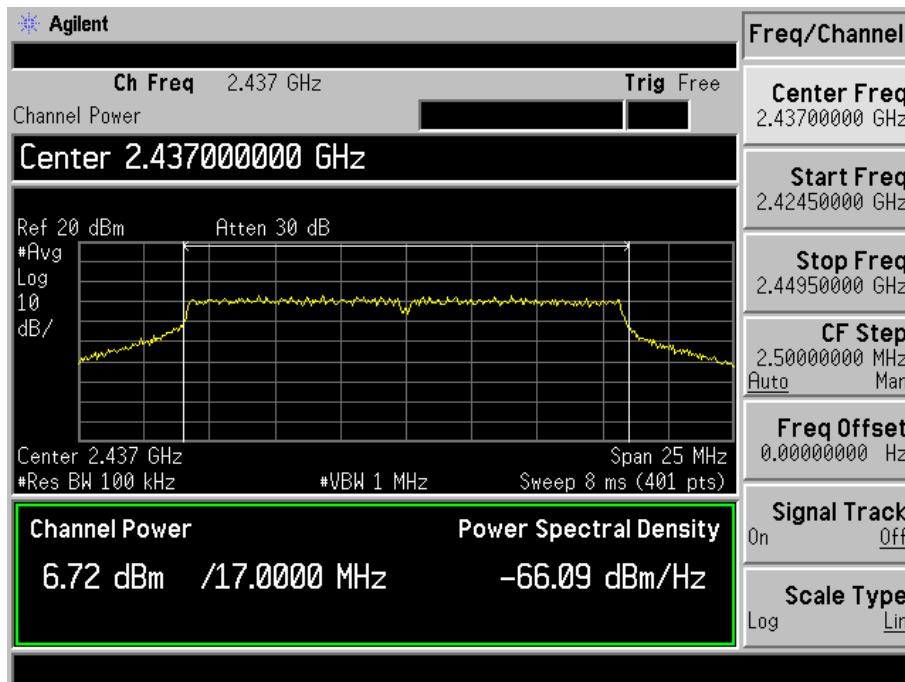 Agilent
Freq/Channel
Ch Freq 2.437 GHz Trig Free
Channel Power
Center 2.437000000 GHz
Ref 20 dBm Atten 30 dB
#Avg
Log
10
dB/
Center 2.437 GHz Span 25 MHz
#Res BW 100 kHz #VBW 1 MHz Sweep 8 ms (401 pts)
Channel Power Power Spectral Density
6.72 dBm /17.0000 MHz -66.09 dBm/Hz
Center Freq
2.43700000 GHz
Start Freq
2.42450000 GHz
Stop Freq
2.44950000 GHz
CF Step
2.50000000 MHz
Auto Man
Freq Offset
0.00000000 Hz
Signal Track
On Off
Scale Type
Log Lin